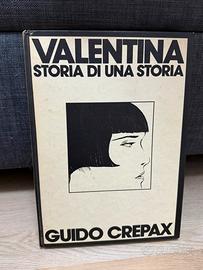 VALENTINA
STORIA DI UNA STORIA
GUIDO CREPAX